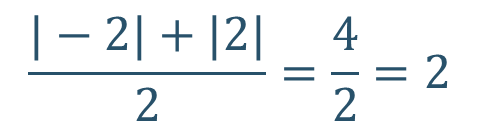 (|−2| + |2|)/2 = 4/2 = 2